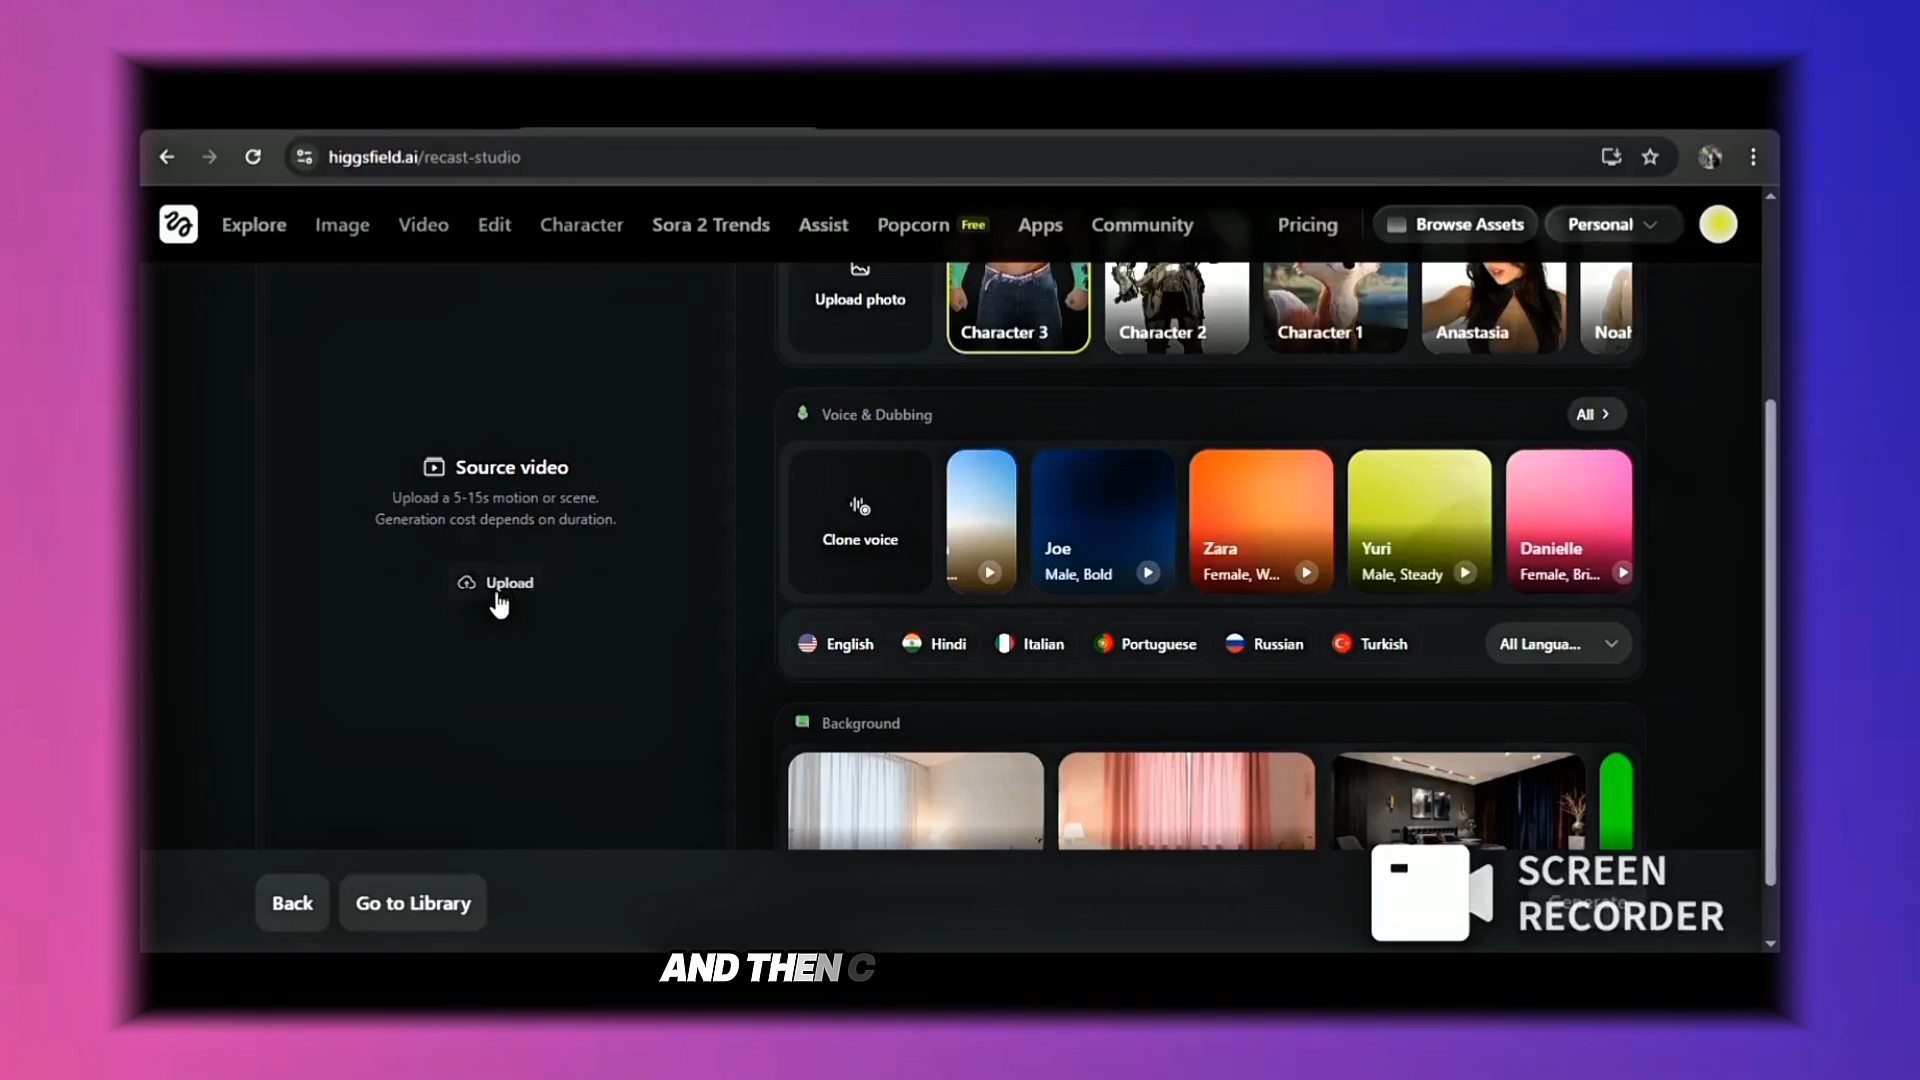 higgsfield.ai/recast-studio
Explore Image Video Edit Character Sora 2 Trends Assist Popcorn Free Apps Community Pricing Browse Assets Personal
Upload photo
Character 3
Character 2
Character 1
Anastasia
Noah
Voice & Dubbing
All
Source video
Upload a 5-15s motion or scene.
Generation cost depends on duration.
Upload
Clone voice
...
Joe
Male, Bold
Zara
Female, W...
Yuri
Male, Steady
Danielle
Female, Bri...
English Hindi Italian Portuguese Russian Turkish All Langua...
Background
Back
Go to Library
Generate
SCREEN
RECORDER
AND THEN C